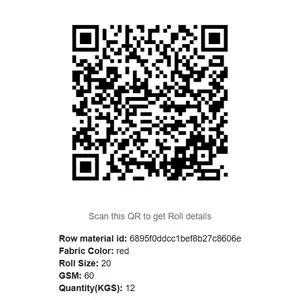 Scan this QR to get Roll details
Row material id: 6895f0ddcc1bef8b27c8606e
Fabric Color: red
Roll Size: 20
GSM: 60
Quantity(KGS): 12